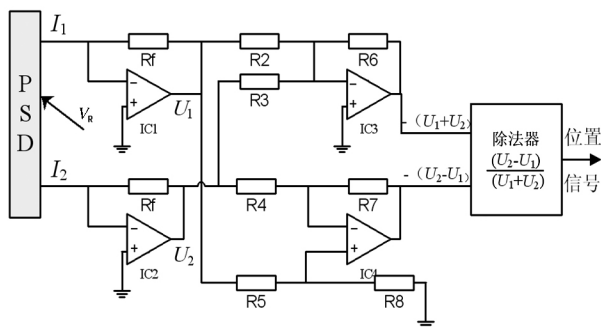 I1
Rf
R2
R6
R3
P
S
D
VR
IC1
U1
IC3
-（U1+U2）
除法器
(U2-U1)
(U1+U2)
位置
信号
I2
Rf
R4
R7
-（U2-U1）
IC2
U2
R5
IC4
R8